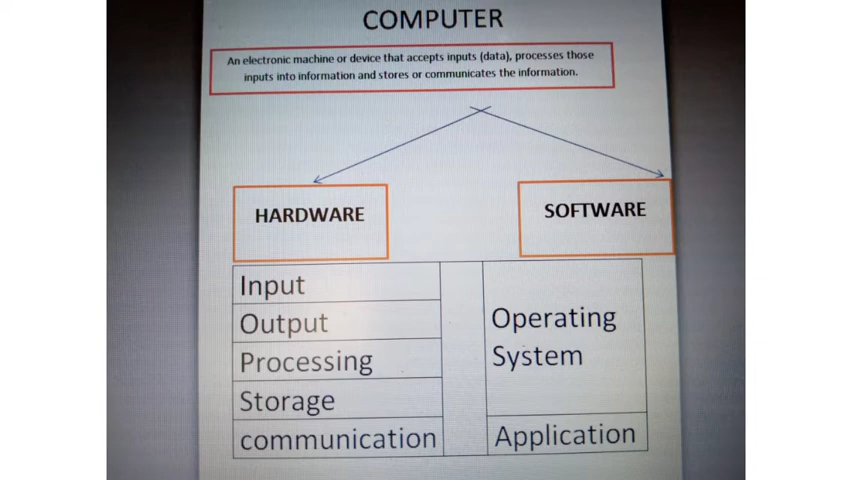 COMPUTER
An electronic machine or device that accepts inputs (data), processes those
inputs into information and stores or communicates the information.
HARDWARE
SOFTWARE
Input
Output
Processing
Storage
communication
Operating
System
Application